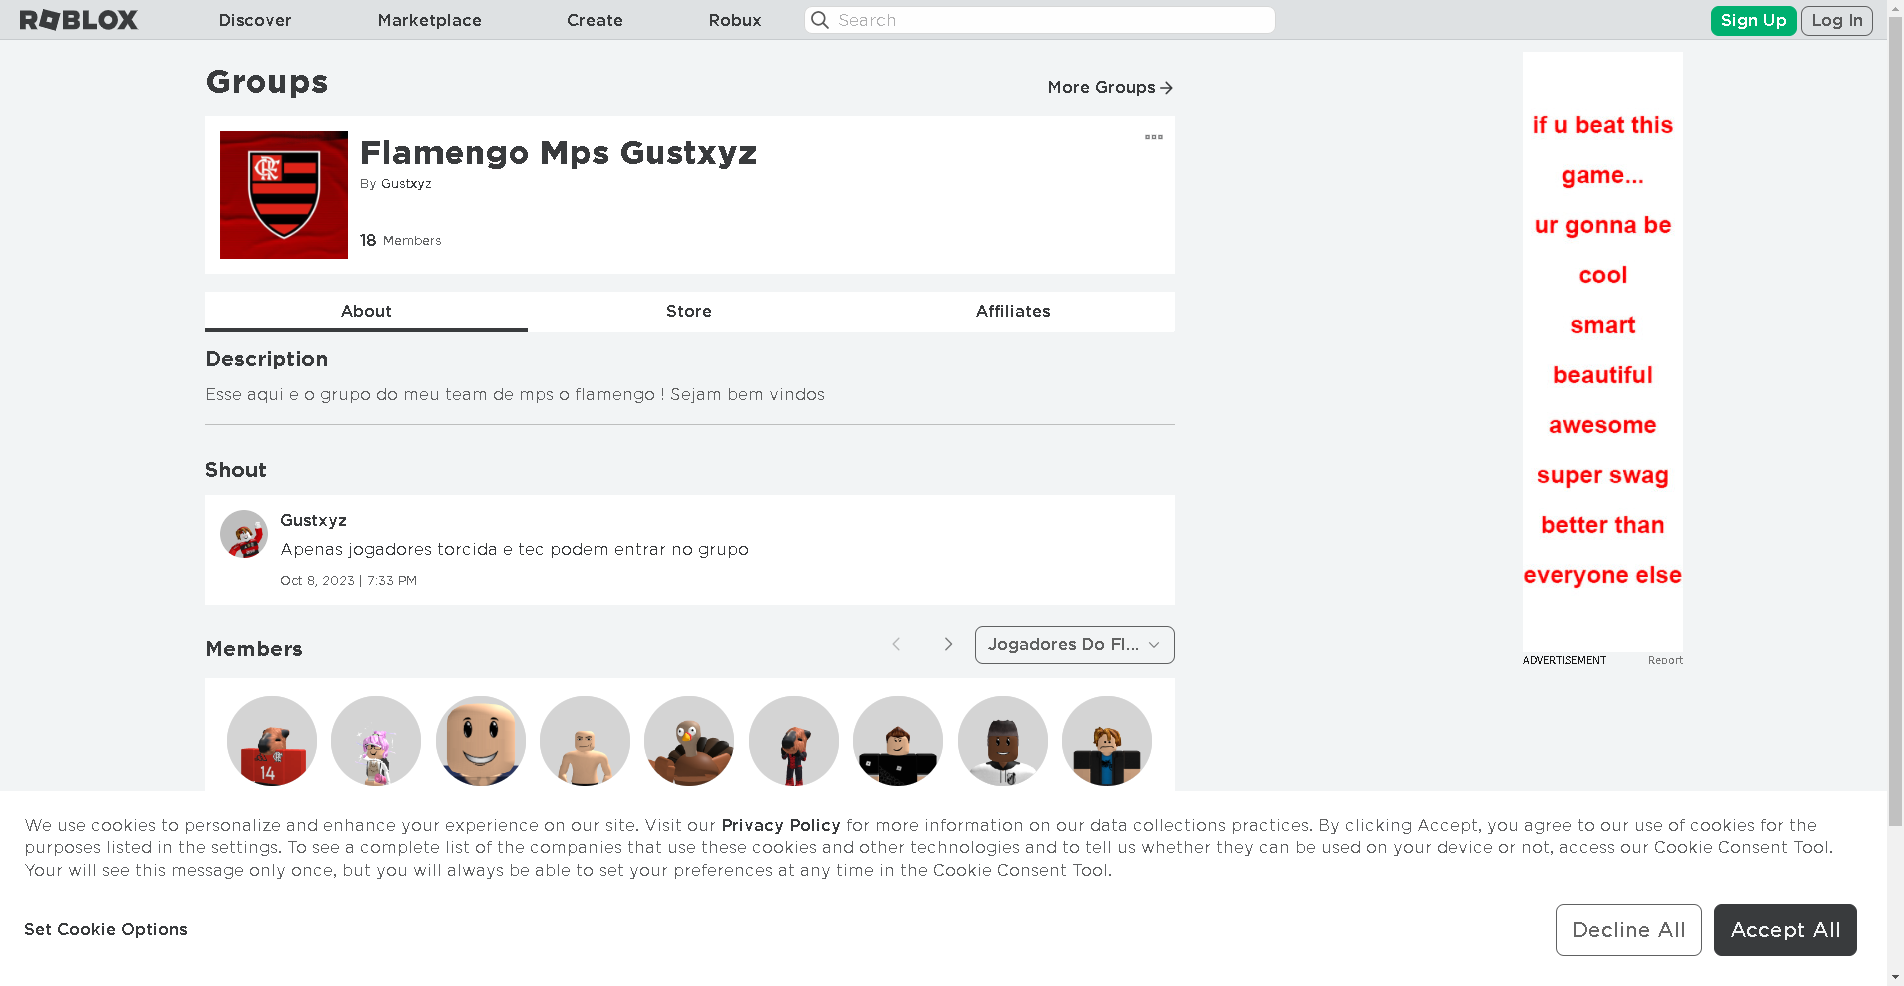 ROBLOX
Discover
Marketplace
Create
Robux
Search
Sign Up
Log In
Groups
More Groups
Flamengo Mps Gustxyz
By Gustxyz
18 Members
About
Store
Affiliates
Description
Esse aqui e o grupo do meu team de mps o flamengo ! Sejam bem vindos
Shout
Gustxyz
Apenas jogadores torcida e tec podem entrar no grupo
Oct 8, 2023 | 7:33 PM
Members
Jogadores Do Fl...
14
if u beat this
game...
ur gonna be
cool
smart
beautiful
awesome
super swag
better than
everyone else
ADVERTISEMENT
Report
We use cookies to personalize and enhance your experience on our site. Visit our Privacy Policy for more information on our data collections practices. By clicking Accept, you agree to our use of cookies for the
purposes listed in the settings. To see a complete list of the companies that use these cookies and other technologies and to tell us whether they can be used on your device or not, access our Cookie Consent Tool.
Your will see this message only once, but you will always be able to set your preferences at any time in the Cookie Consent Tool.
Set Cookie Options
Decline All
Accept All